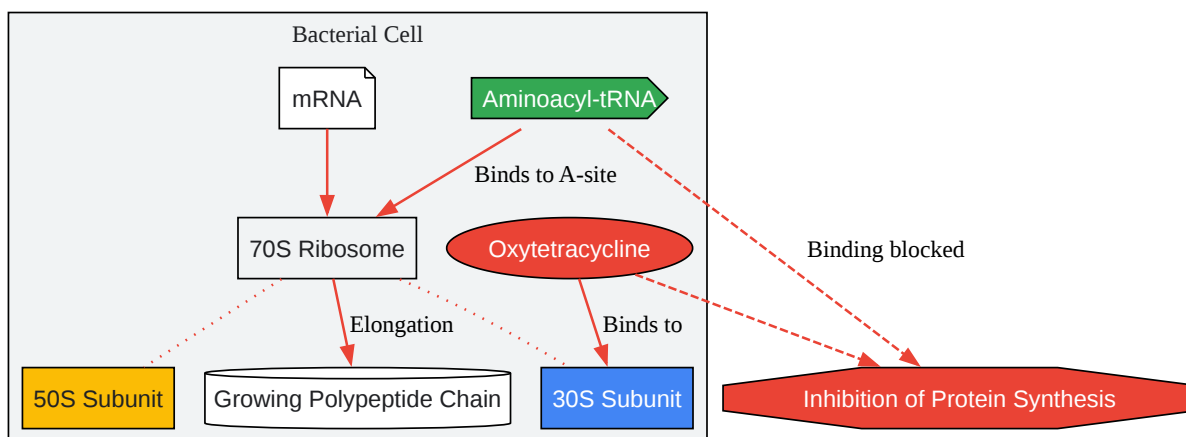 Bacterial Cell
mRNA
Aminoacyl-tRNA
Binds to A-site
70S Ribosome
Oxytetracycline
Binding blocked
Elongation
Binds to
50S Subunit
Growing Polypeptide Chain
30S Subunit
Inhibition of Protein Synthesis